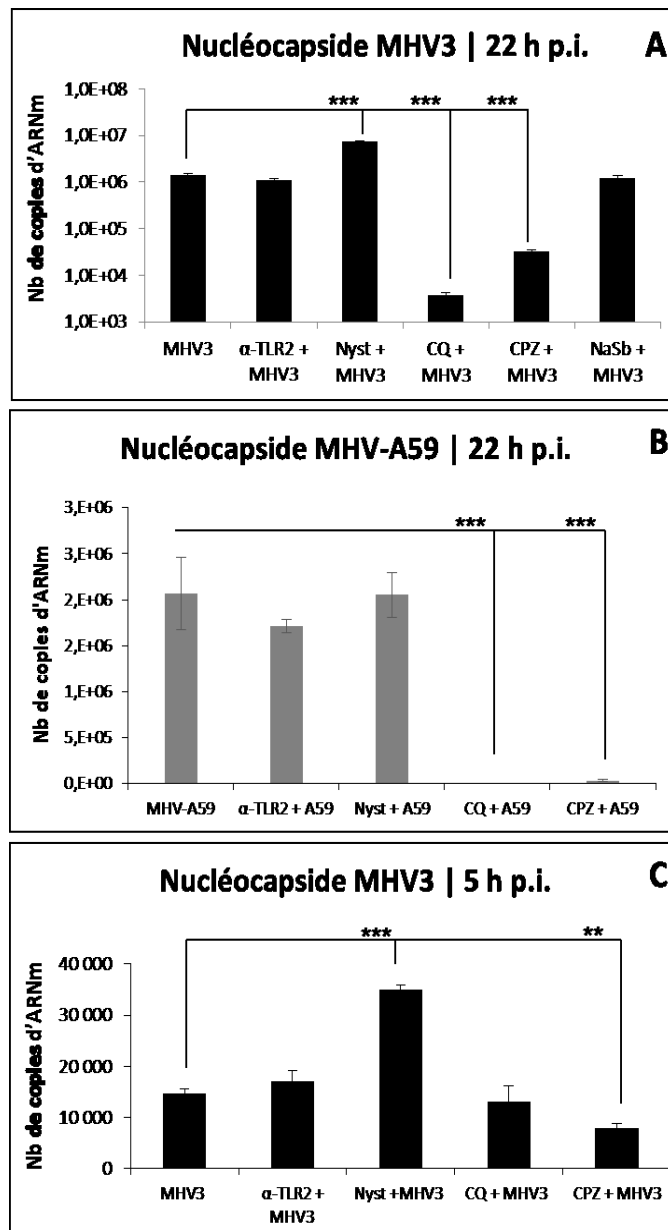 Nucléocapside MHV3 | 22 h p.i.
A
Nb de copies d'ARNm
1,0E+08
1,0E+07
1,0E+06
1,0E+05
1,0E+04
1,0E+03
*** *** ***
MHV3 α-TLR2 + Nyst + CQ + CPZ + NaSb +
MHV3 MHV3 MHV3 MHV3 MHV3
Nucléocapside MHV-A59 | 22 h p.i.
B
Nb de copies d'ARNm
3,E+06
3,E+06
2,E+06
2,E+06
1,E+06
5,E+05
0,E+00
*** ***
MHV-A59 α-TLR2 + A59 Nyst + A59 CQ + A59 CPZ + A59
Nucléocapside MHV3 | 5 h p.i.
C
Nb de copies d'ARNm
40 000
30 000
20 000
10 000
0
*** **
MHV3 α-TLR2 + Nyst +MHV3 CQ + MHV3 CPZ + MHV3
MHV3